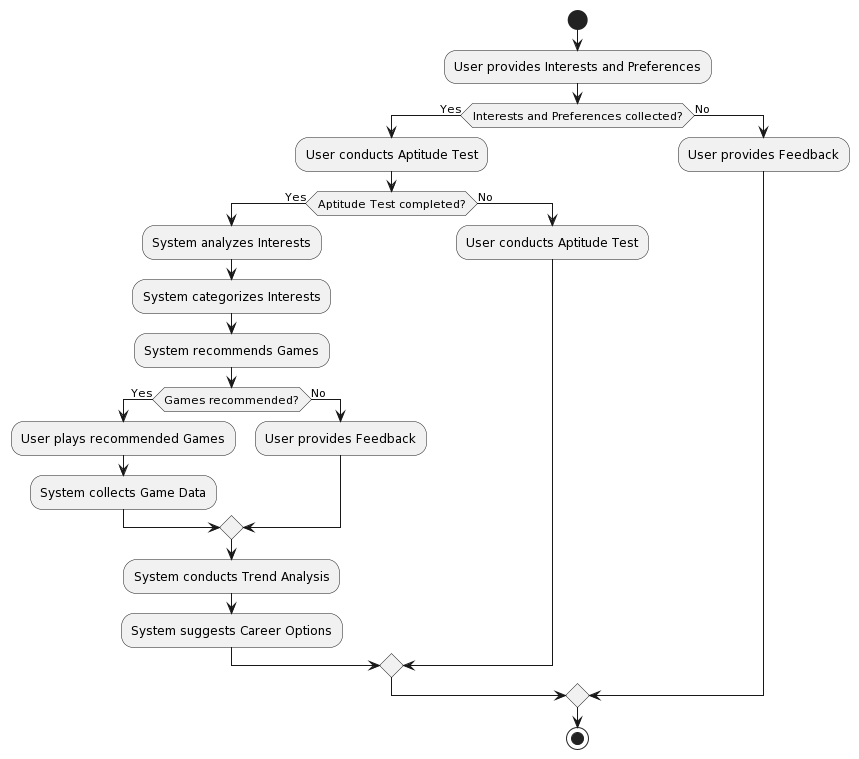 User provides Interests and Preferences
Yes
Interests and Preferences collected?
No
User conducts Aptitude Test
User provides Feedback
Yes
Aptitude Test completed?
No
System analyzes Interests
User conducts Aptitude Test
System categorizes Interests
System recommends Games
Yes
Games recommended?
No
User plays recommended Games
User provides Feedback
System collects Game Data
System conducts Trend Analysis
System suggests Career Options